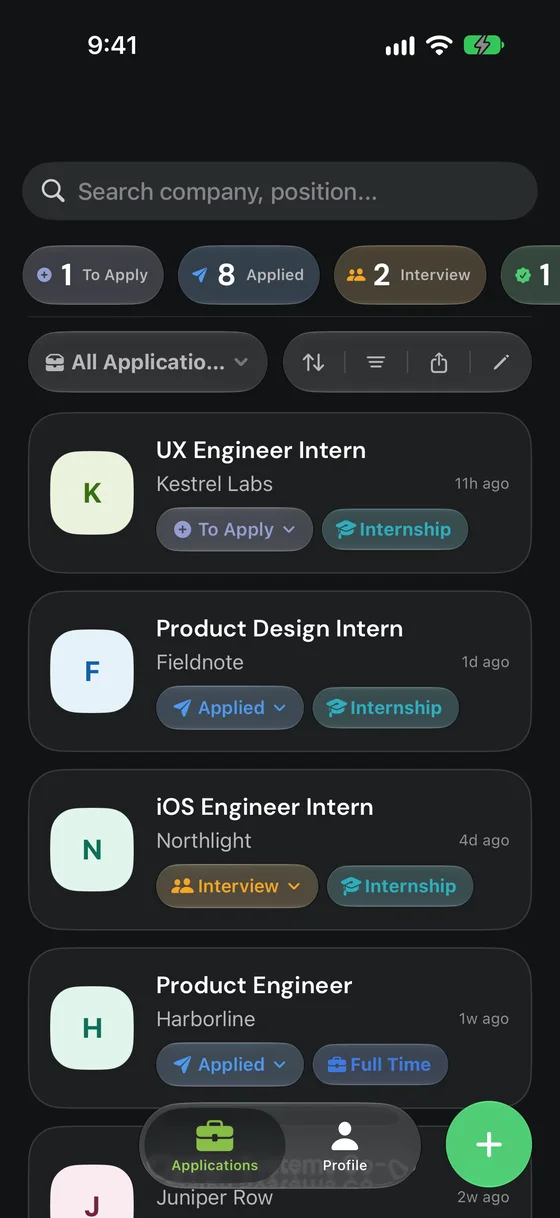 9:41
Search company, position...
1 To Apply 8 Applied 2 Interview 1
All Applicatio...
UX Engineer Intern
K
Kestrel Labs 11h ago
To Apply Internship
Product Design Intern
F
Fieldnote 1d ago
Applied Internship
iOS Engineer Intern
N
Northlight 4d ago
Interview Internship
Product Engineer
H
Harborline 1w ago
Applied Full Time
Applications Profile
J
Juniper Row 2w ago